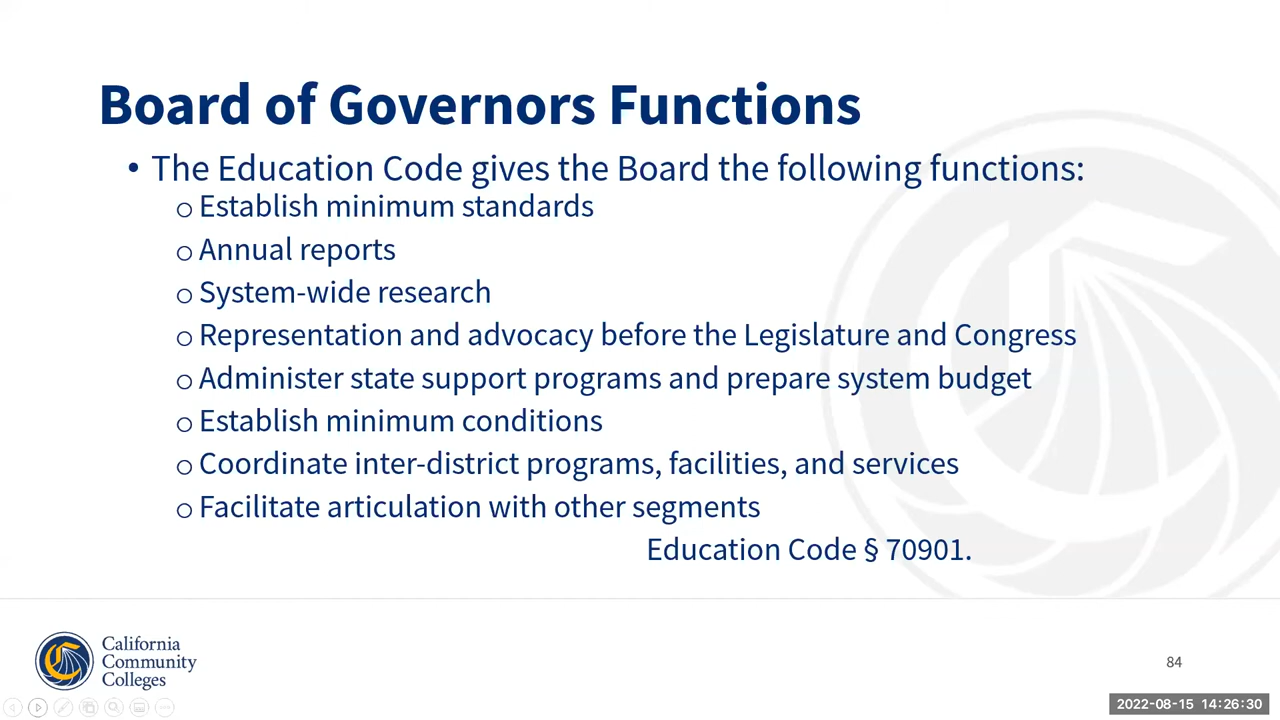 Board of Governors Functions
• The Education Code gives the Board the following functions:
o Establish minimum standards
o Annual reports
o System-wide research
o Representation and advocacy before the Legislature and Congress
o Administer state support programs and prepare system budget
o Establish minimum conditions
o Coordinate inter-district programs, facilities, and services
o Facilitate articulation with other segments
Education Code § 70901.
California
Community
Colleges
84
2022-08-15 14:26:30